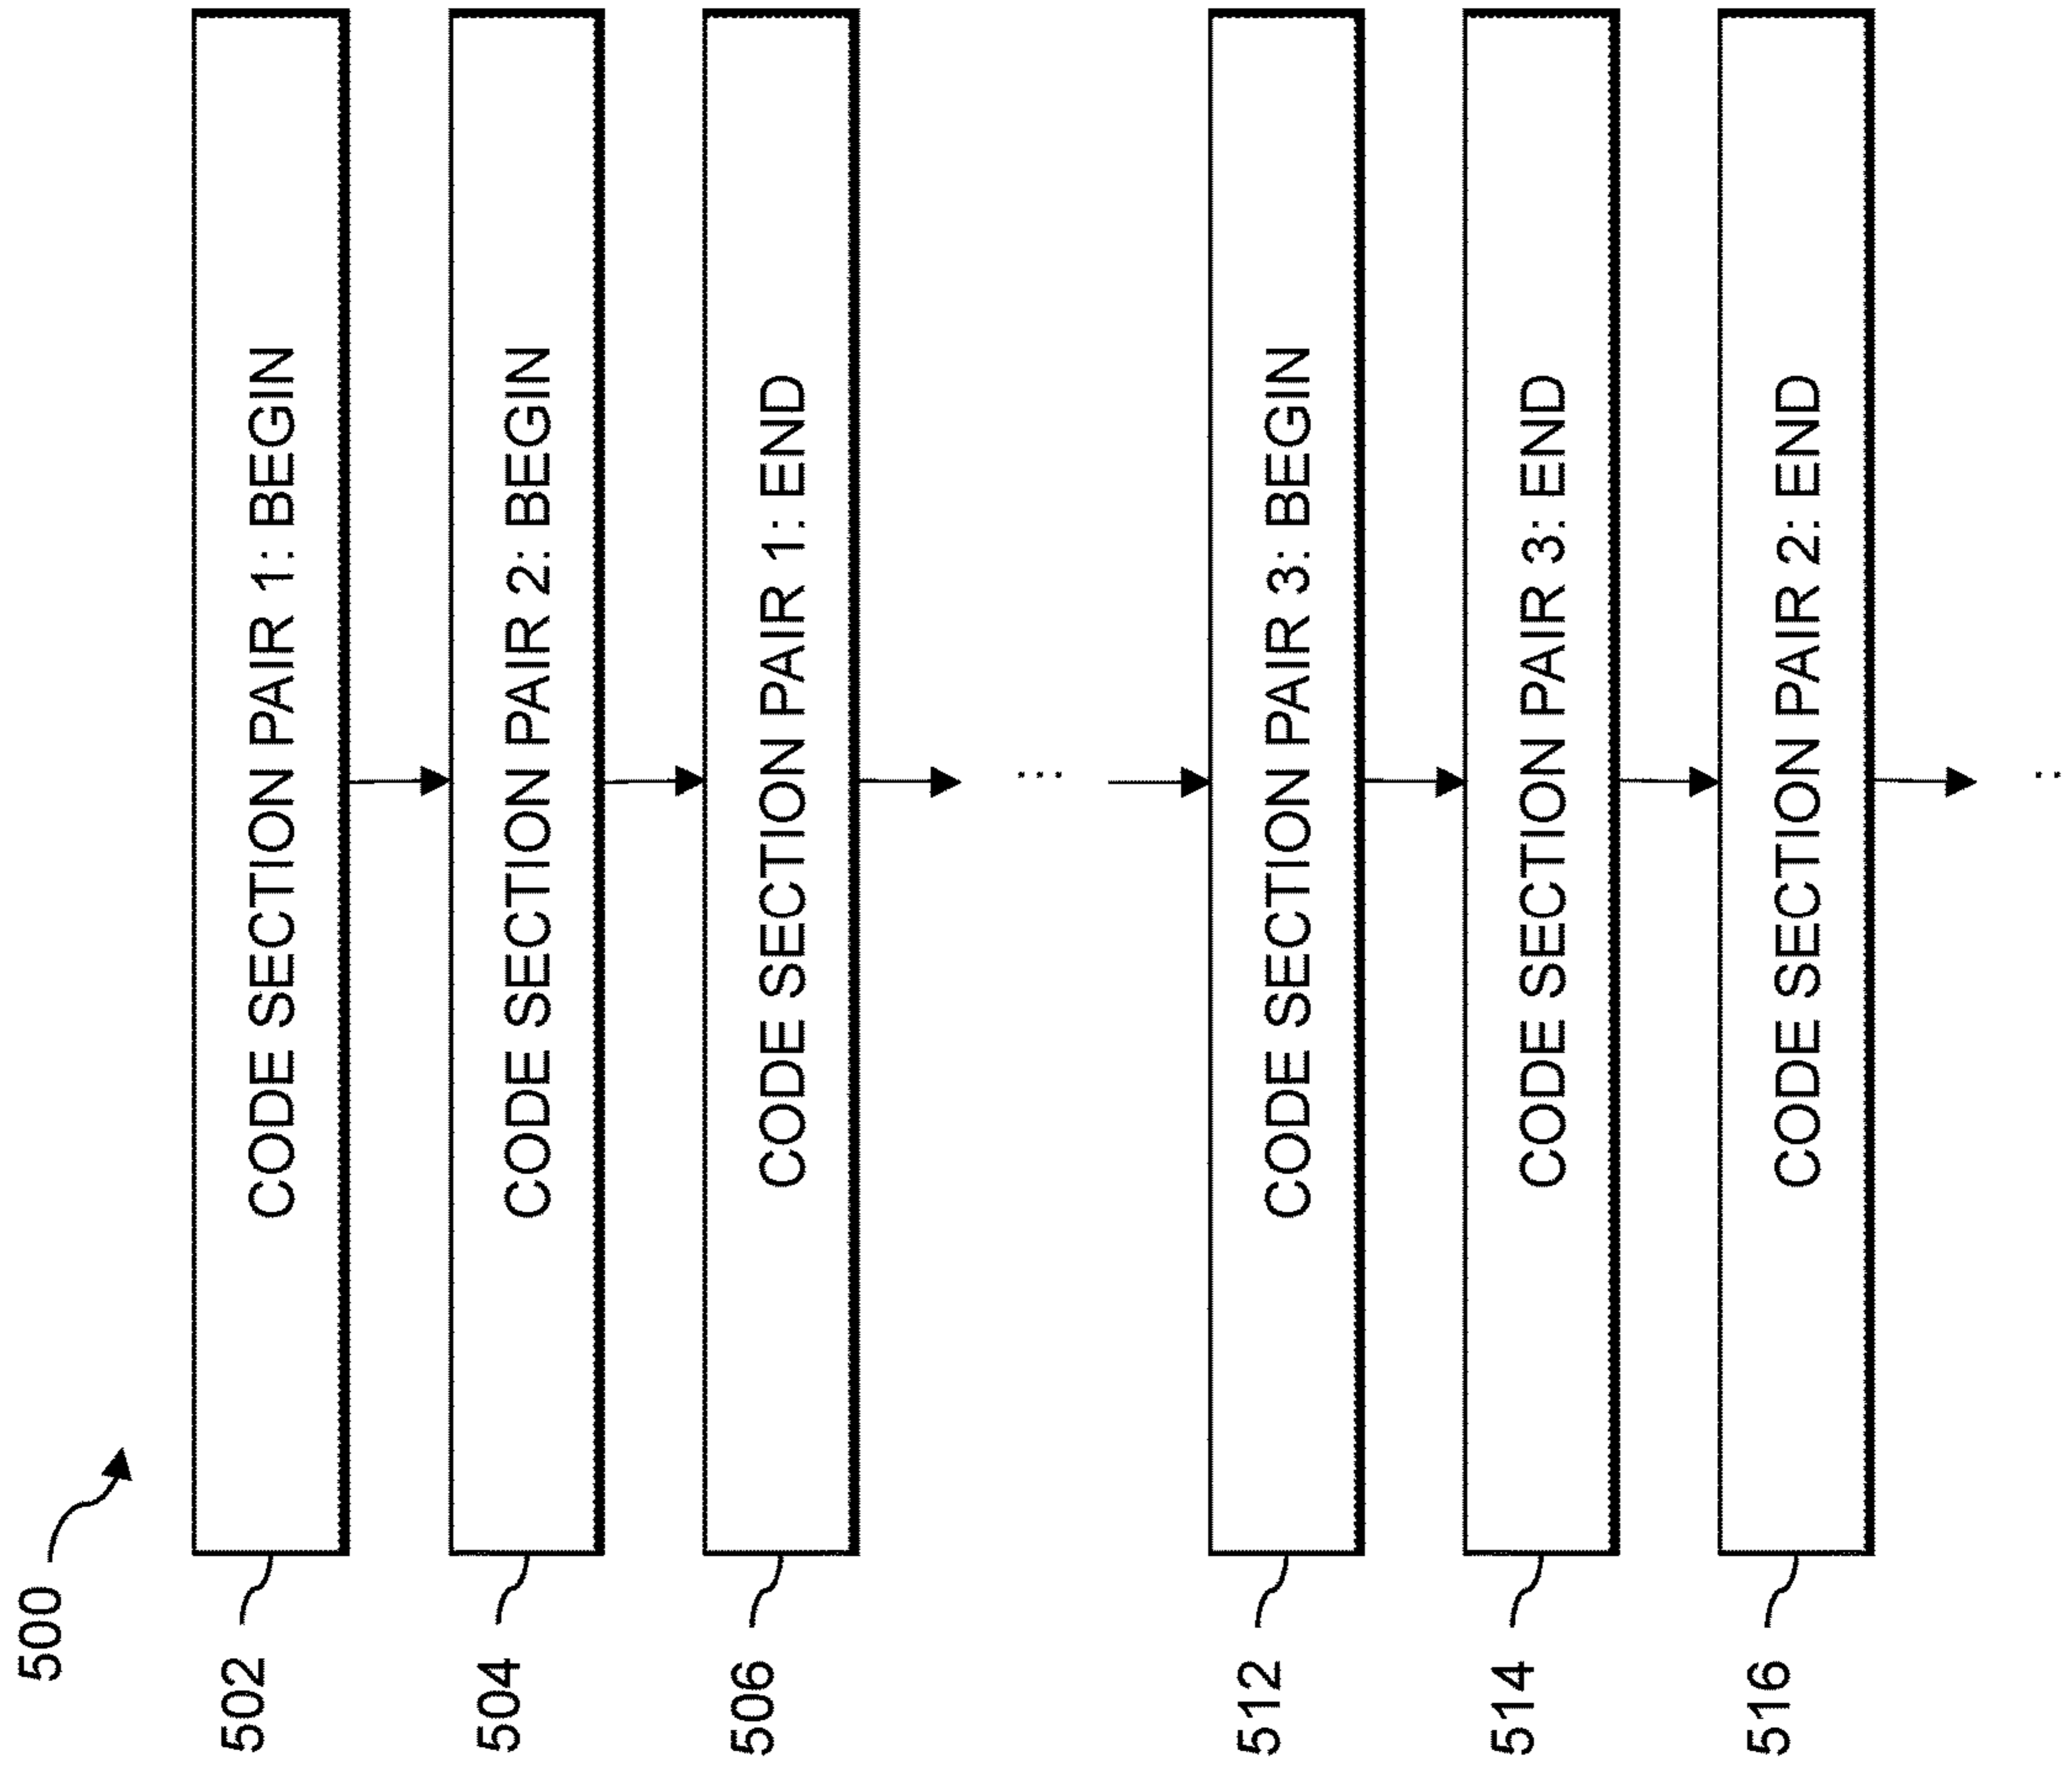 500
502
CODE SECTION PAIR 1: BEGIN
504
CODE SECTION PAIR 2: BEGIN
506
CODE SECTION PAIR 1: END
...
512
CODE SECTION PAIR 3: BEGIN
514
CODE SECTION PAIR 3: END
516
CODE SECTION PAIR 2: END
..